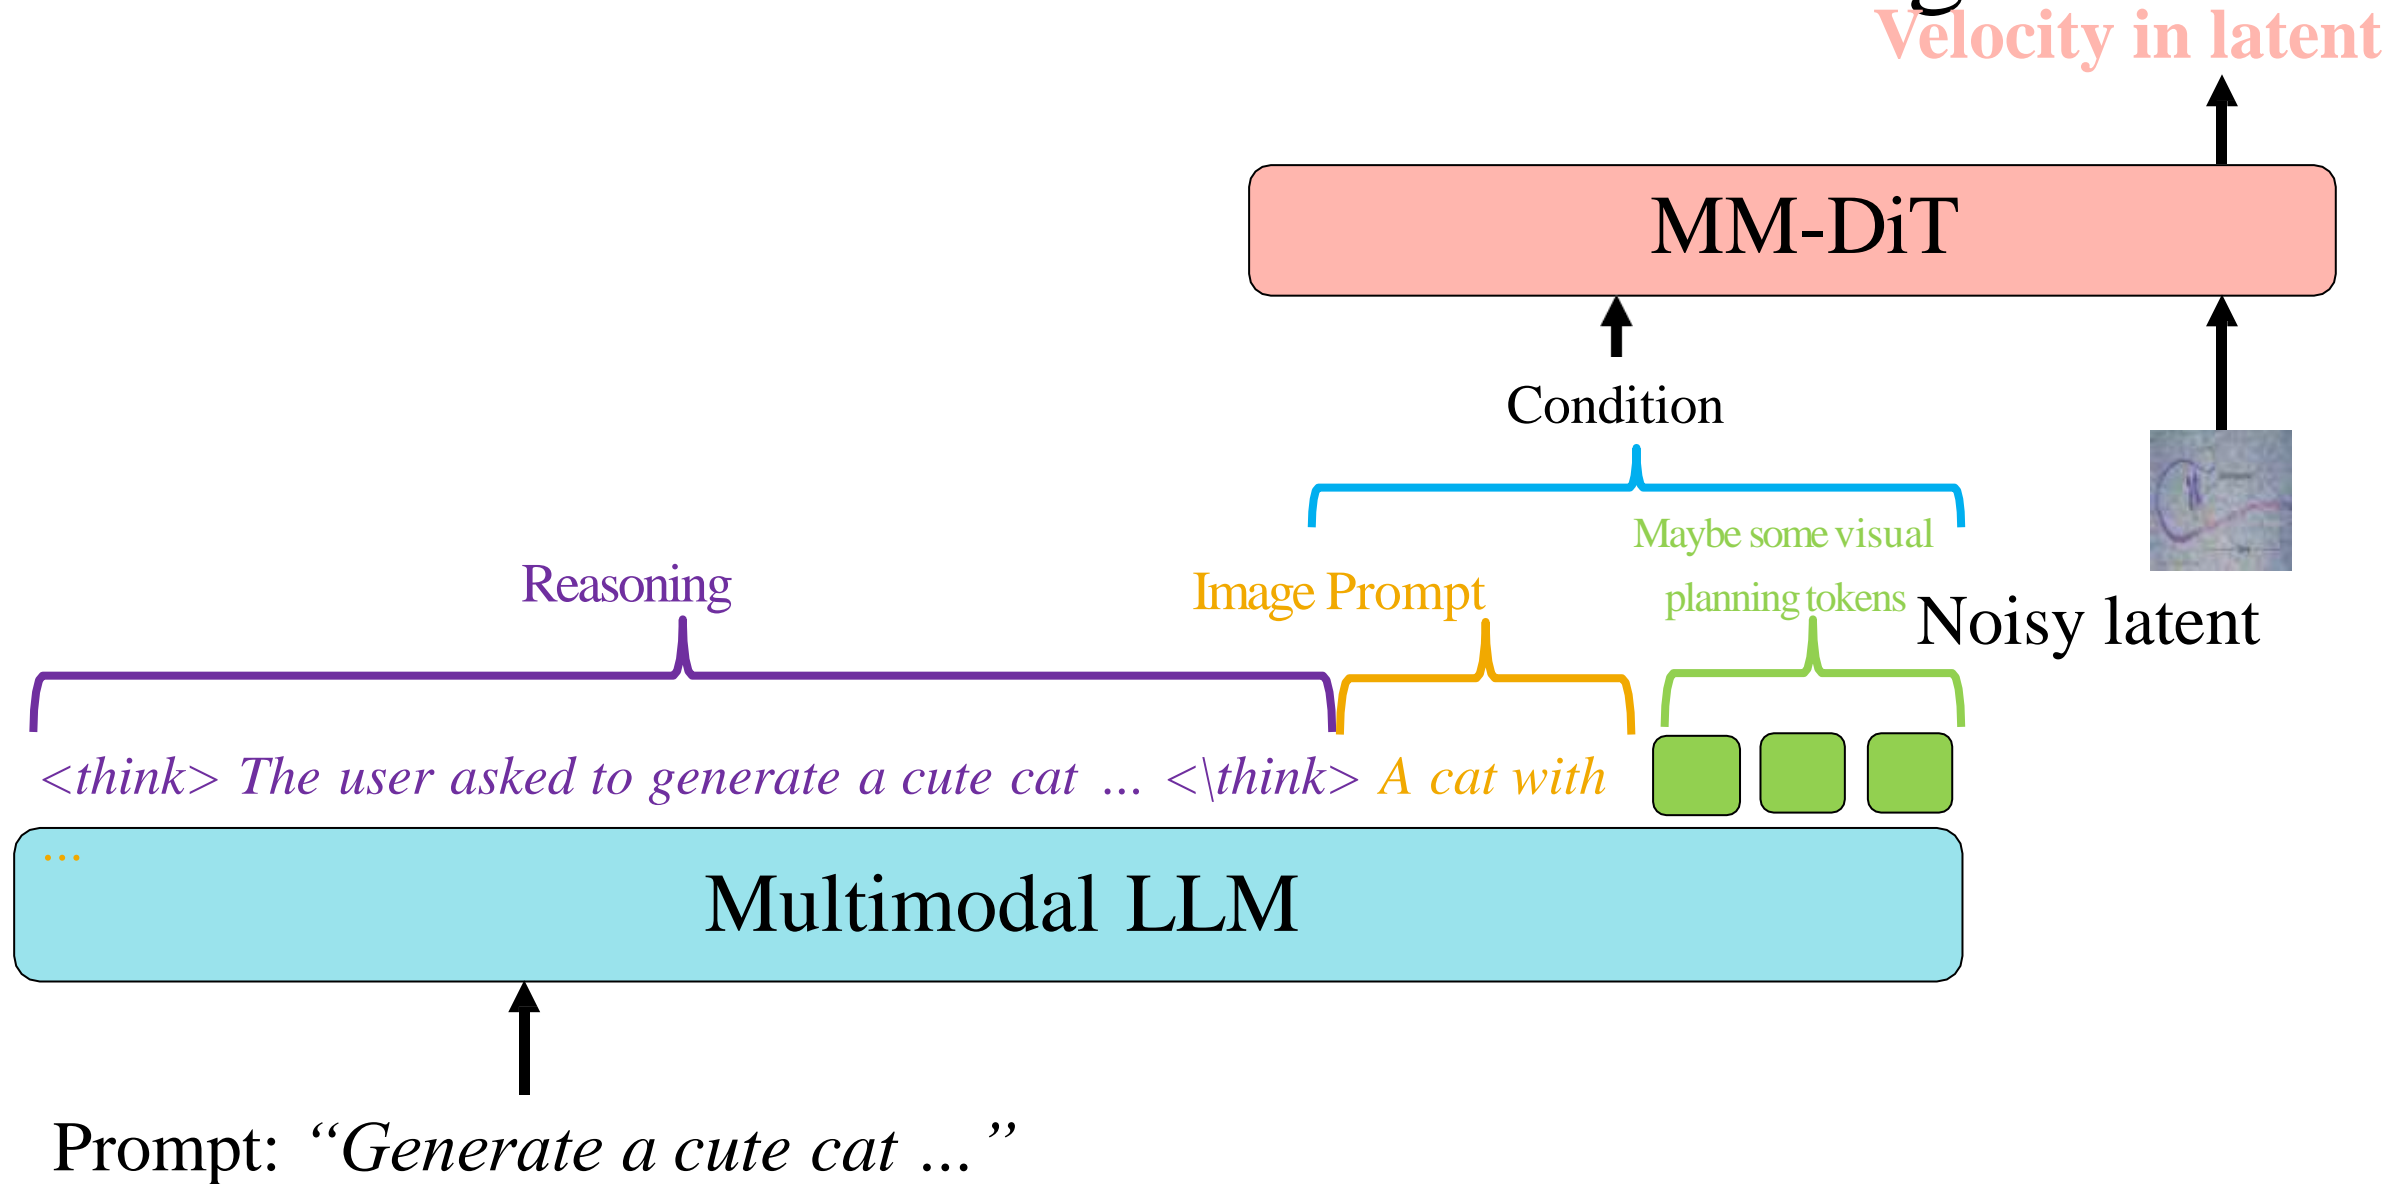 Velocity in latent
MM-DiT
Condition
Maybe some visual
planning tokens
Reasoning
Image Prompt
Noisy latent
<think> The user asked to generate a cute cat ... <\think> A cat with
...
Multimodal LLM
Prompt: “Generate a cute cat ...”